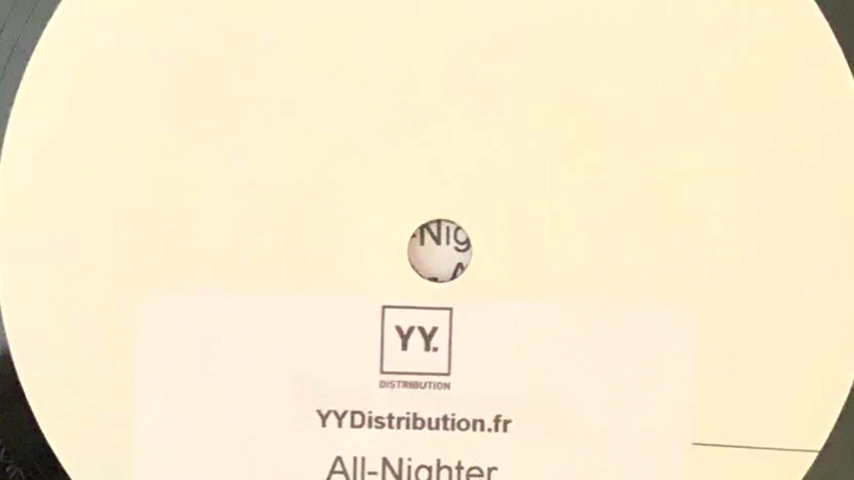 -Nig
YY.
DISTRIBUTION
YYDistribution.fr
All-Nighter